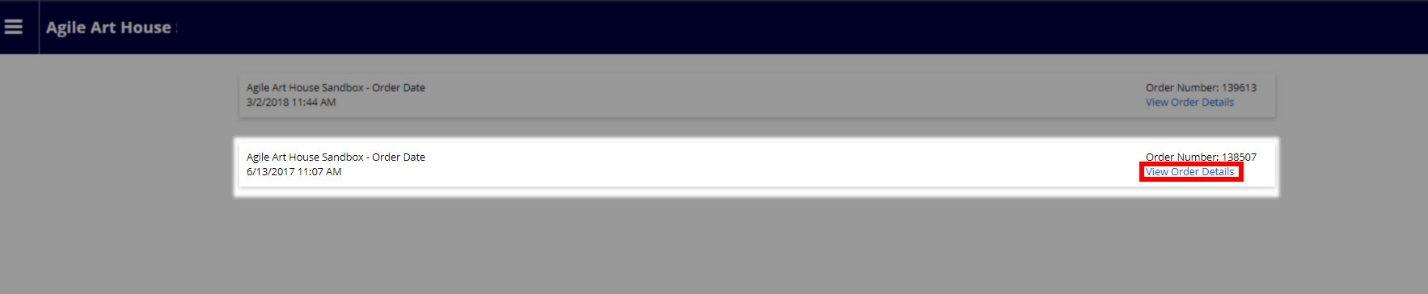 Agile Art House
Agile Art House Sandbox - Order Date
Order Number: 139613
3/2/2018 11:44 AM
View Order Details
Agile Art House Sandbox - Order Date
Order Number: 138507
6/13/2017 11:07 AM
View Order Details